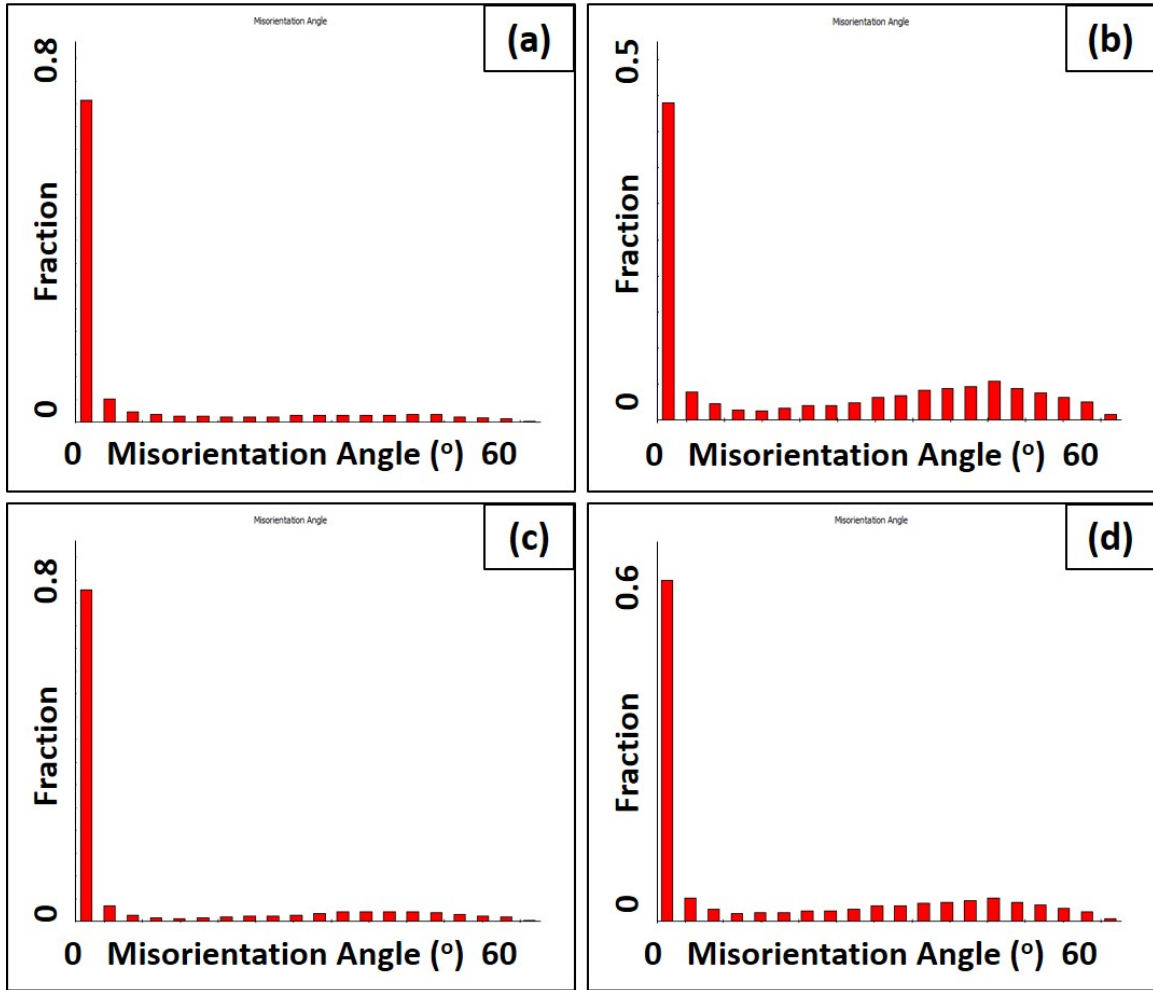 Misorientation Angle
(a)
0.8
Fraction
0
0 Misorientation Angle (o) 60
Misorientation Angle
(b)
0.5
Fraction
0
0 Misorientation Angle (o) 60
Misorientation Angle
(c)
0.8
Fraction
0
0 Misorientation Angle (o) 60
Misorientation Angle
(d)
0.6
Fraction
0
0 Misorientation Angle (o) 60